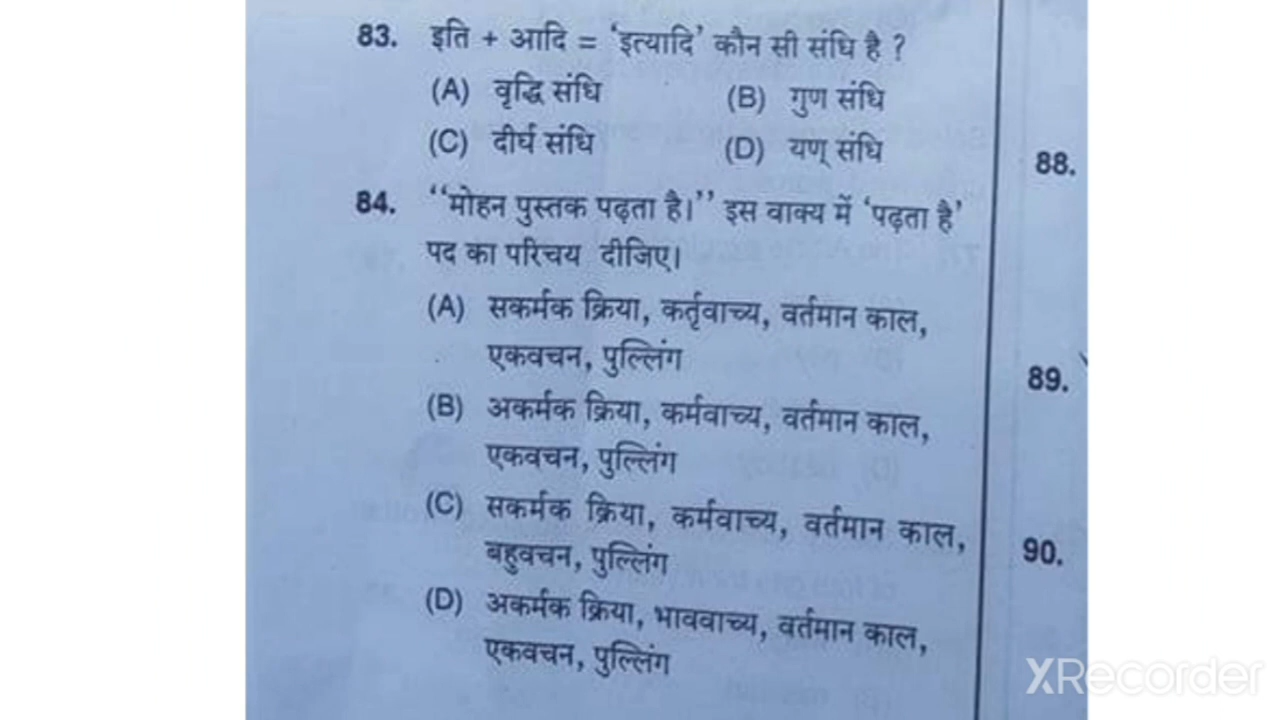 83. इति + आदि = ‘इत्यादि’ कौन सी संधि है ?
(A) वृद्धि संधि (B) गुण संधि
(C) दीर्घ संधि (D) यण् संधि
84. ‘‘मोहन पुस्तक पढ़ता है।’’ इस वाक्य में ‘पढ़ता है’
पद का परिचय दीजिए।
(A) सकर्मक क्रिया, कर्तृवाच्य, वर्तमान काल,
एकवचन, पुल्लिंग
(B) अकर्मक क्रिया, कर्मवाच्य, वर्तमान काल,
एकवचन, पुल्लिंग
(C) सकर्मक क्रिया, कर्मवाच्य, वर्तमान काल,
बहुवचन, पुल्लिंग
(D) अकर्मक क्रिया, भाववाच्य, वर्तमान काल,
एकवचन, पुल्लिंग
88.
89.
90.
XRecorder